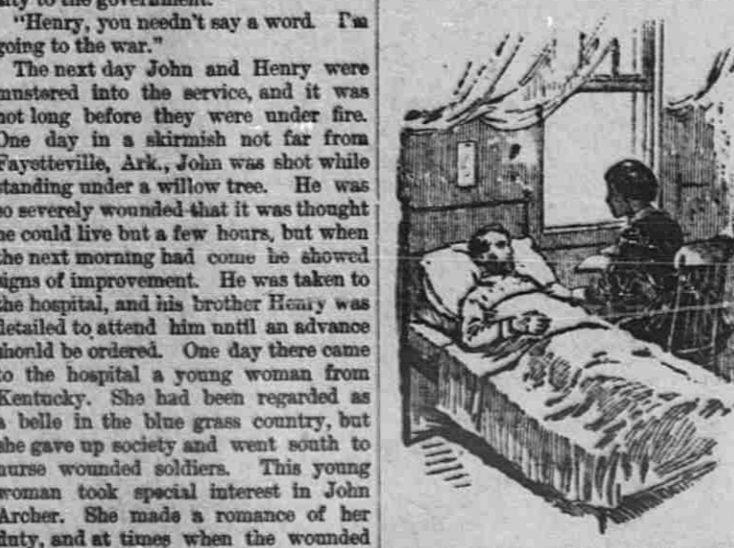 "Henry, you needn't say a word. I'm
going to the war."
The next day John and Henry were
mustered into the service, and it was
not long before they were under fire.
One day in a skirmish not far from
Fayetteville, Ark., John was shot while
standing under a willow tree. He was
so severely wounded that it was thought
he could live but a few hours, but when
the next morning had come he showed
signs of improvement. He was taken to
the hospital, and his brother Henry was
detailed to attend him until an advance
should be ordered. One day there came
to the hospital a young woman from
Kentucky. She had been regarded as
a belle in the blue grass country, but
she gave up society and went south to
nurse wounded soldiers. This young
woman took special interest in John
Archer. She made a romance of her
duty, and at times when the wounded